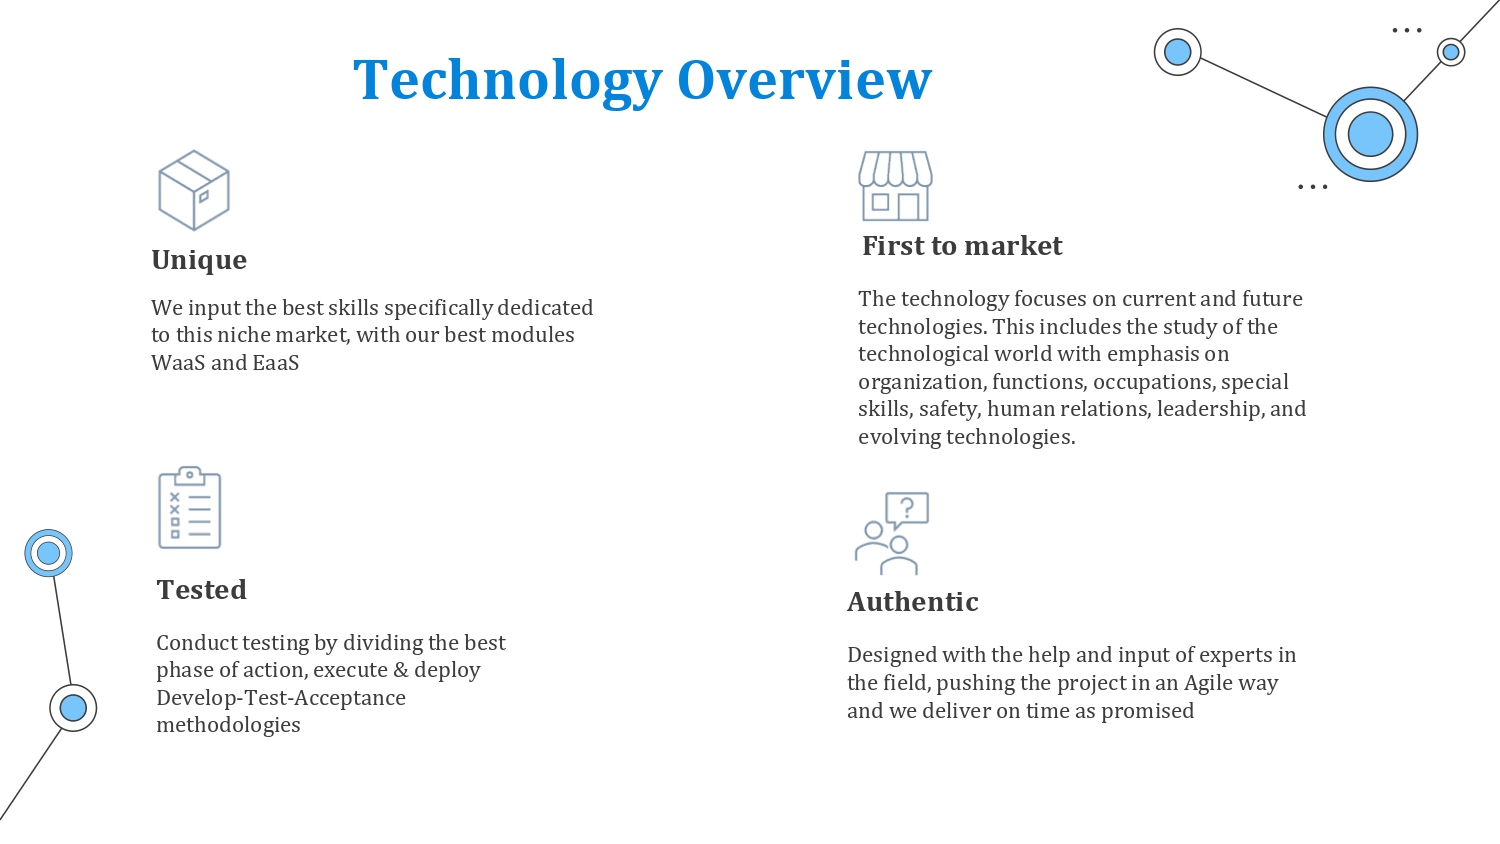 Technology Overview
Unique
We input the best skills specifically dedicated
to this niche market, with our best modules
WaaS and EaaS
First to market
The technology focuses on current and future
technologies. This includes the study of the
technological world with emphasis on
organization, functions, occupations, special
skills, safety, human relations, leadership, and
evolving technologies.
Tested
Conduct testing by dividing the best
phase of action, execute & deploy
Develop-Test-Acceptance
methodologies
?
Authentic
Designed with the help and input of experts in
the field, pushing the project in an Agile way
and we deliver on time as promised